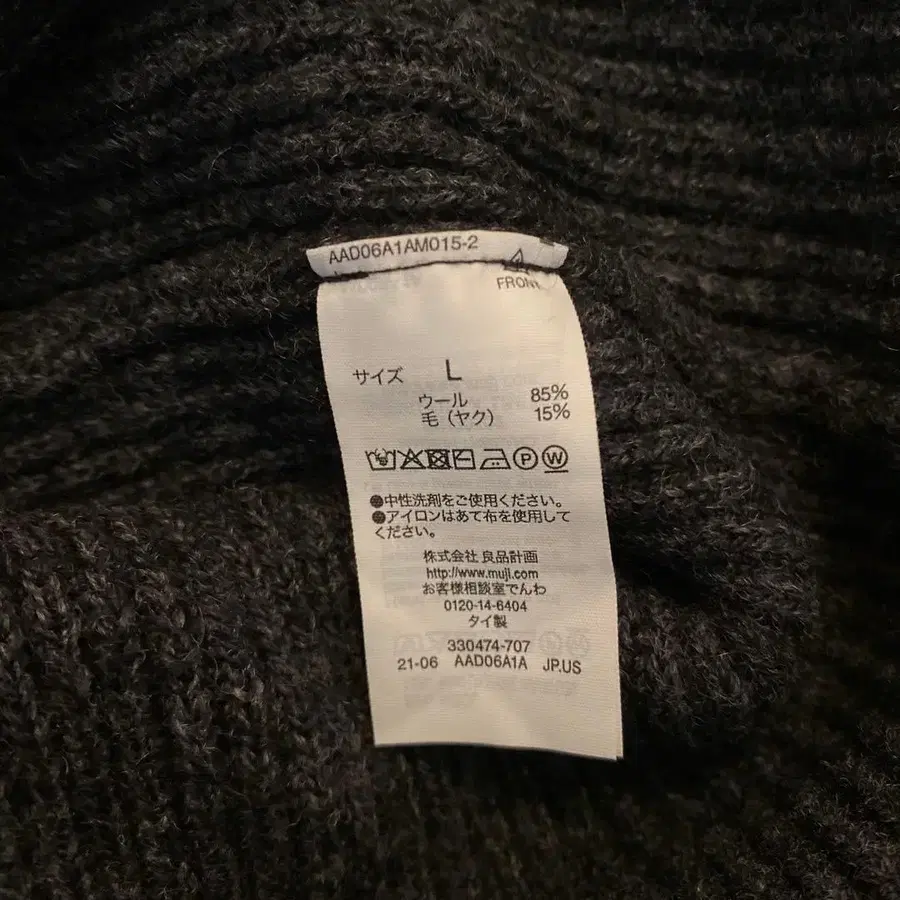 AAD06A1AM015-2
FRONT
サイズ L
ウール 85%
毛(ヤク) 15%
P W
●中性洗剤をご使用ください。
●アイロンはあて布を使用して
ください。
株式会社 良品計画
http://www.muji.com
お客様相談室でんわ
0120-14-6404
タイ製
330474-707
21-06 AAD06A1A JP.US